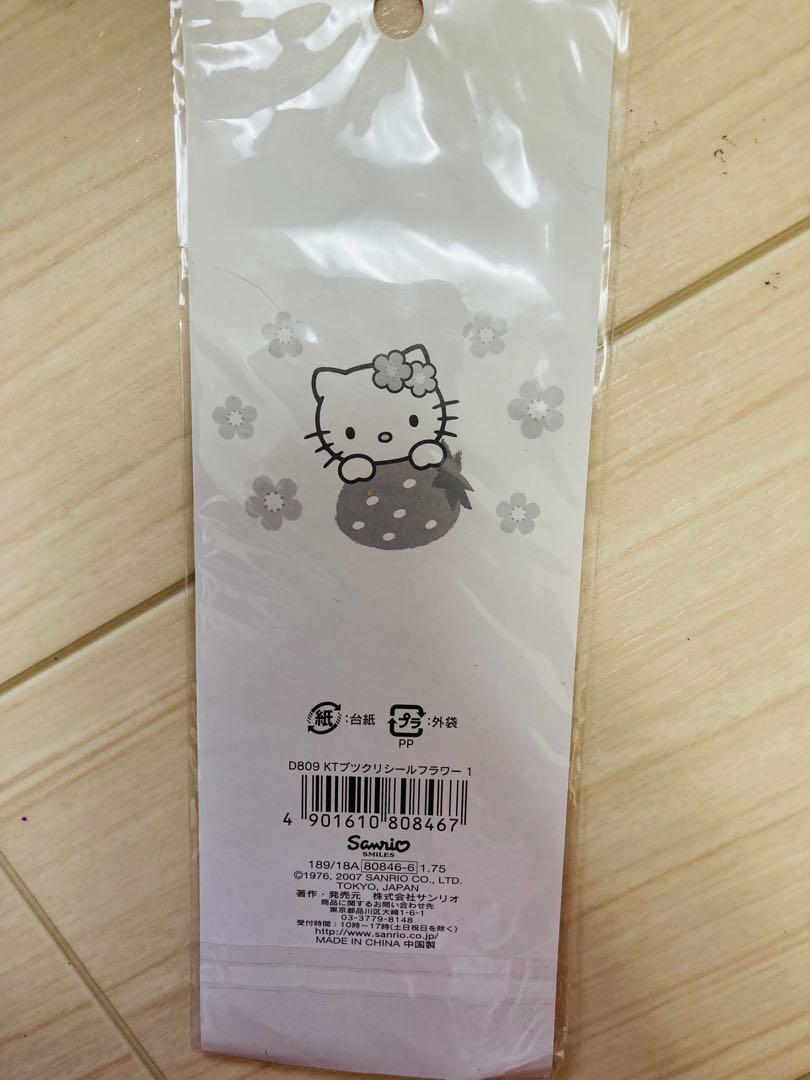 紙:台紙 プラ:外袋
PP
D809 KTプツクリシールフラワー 1
4 901610 808467
Sanrio
SMILES
189/18A 80846-6 1.75
©1976, 2007 SANRIO CO., LTD.
TOKYO, JAPAN
著作・発売元 株式会社サンリオ
商品に関するお問い合わせ先
東京都品川区大崎1-6-1
03-3779-8148
受付時間:10時〜17時(土日祝日を除く)
http://www.sanrio.co.jp/
MADE IN CHINA 中国製